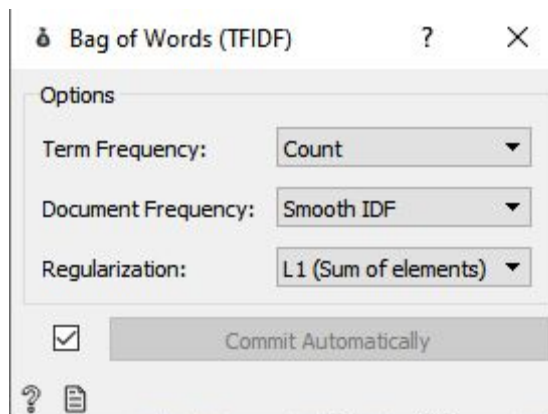 Bag of Words (TFIDF) ? ×
Options
Term Frequency: Count
Document Frequency: Smooth IDF
Regularization: L1 (Sum of elements)
Commit Automatically
?